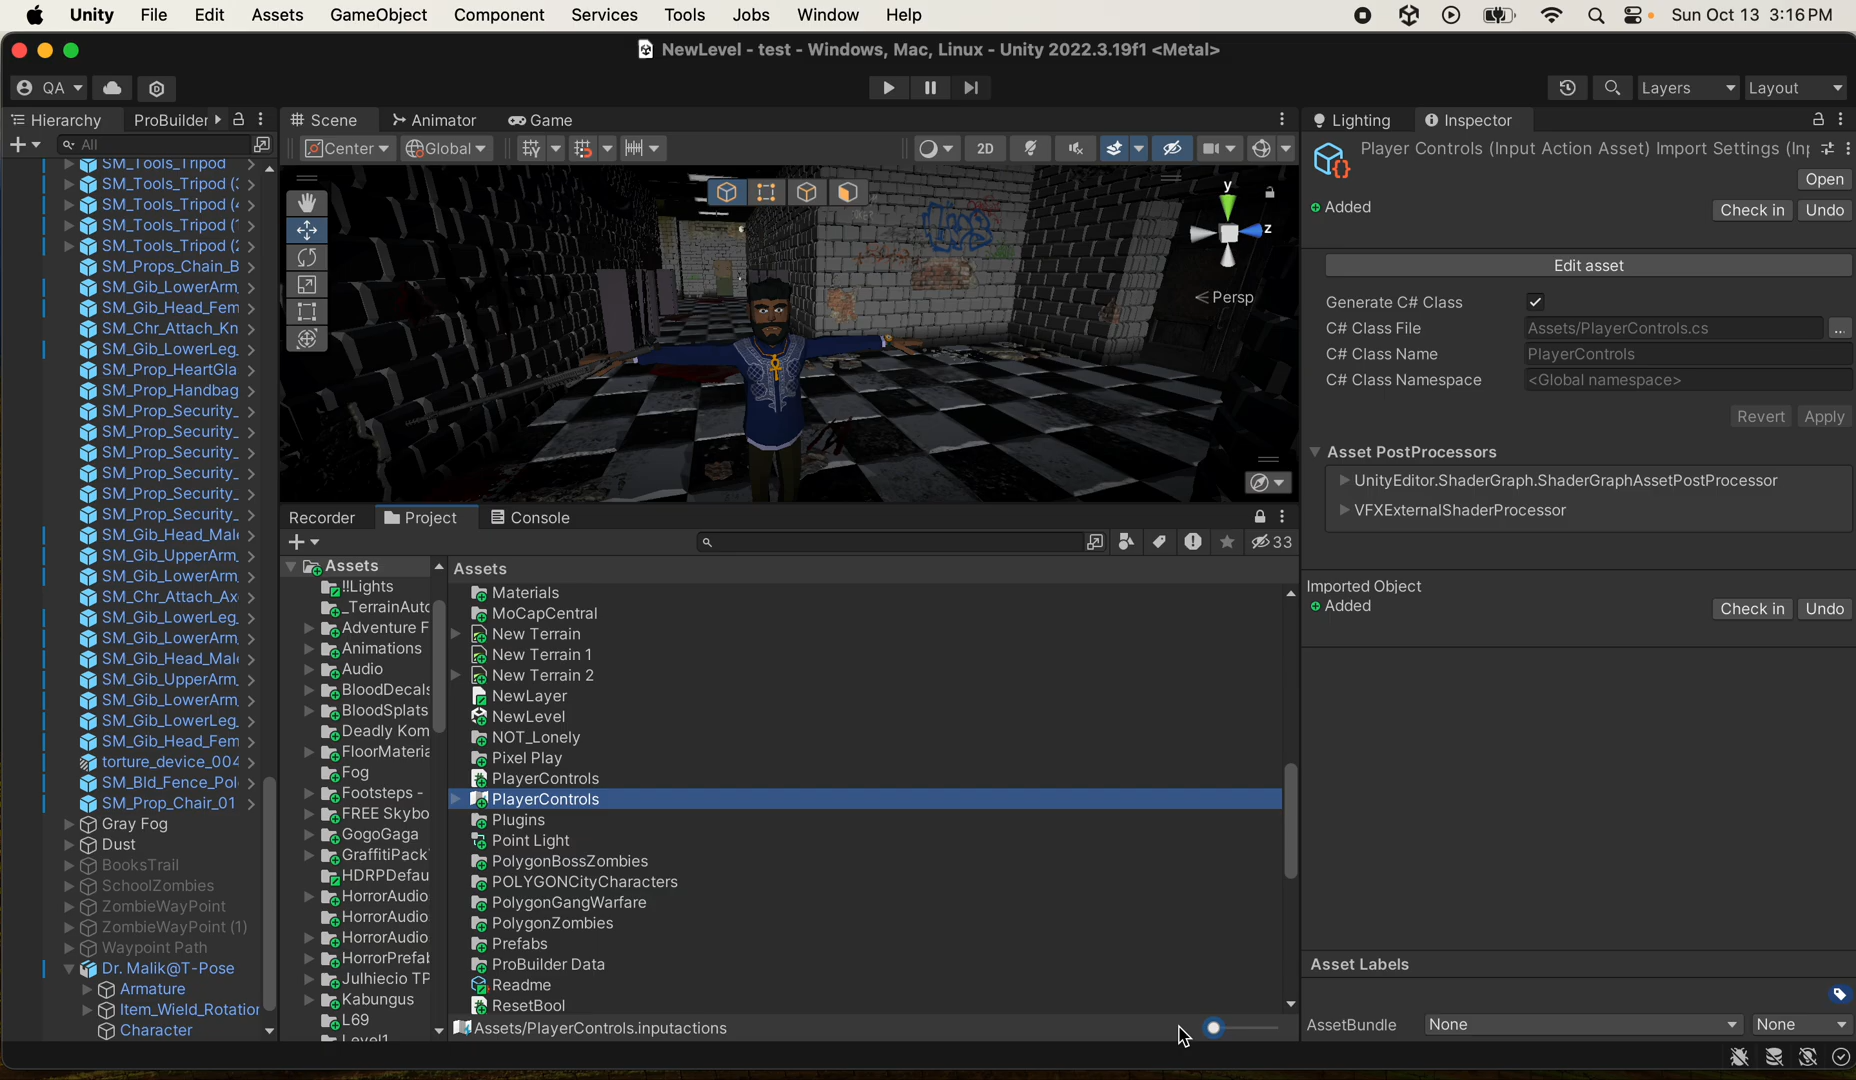 Unity File Edit Assets GameObject Component Services Tools Jobs Window Help Sun Oct 13 3:16 PM
NewLevel - test - Windows, Mac, Linux - Unity 2022.3.19f1 <Metal>
QA Layers Layout
Hierarchy ProBuilder
All
SM_Tools_Tripod
SM_Tools_Tripod (
SM_Tools_Tripod (
SM_Tools_Tripod (
SM_Tools_Tripod (2
SM_Props_Chain_B
SM_Gib_LowerArm
SM_Gib_Head_Fem
SM_Chr_Attach_Kn
SM_Gib_LowerLeg
SM_Prop_HeartGla
SM_Prop_Handbag
SM_Prop_Security_
SM_Prop_Security_
SM_Prop_Security_
SM_Prop_Security_
SM_Prop_Security_
SM_Prop_Security_
SM_Gib_Head_Mal
SM_Gib_UpperArm
SM_Gib_LowerArm
SM_Chr_Attach_Ax
SM_Gib_LowerLeg
SM_Gib_LowerArm
SM_Gib_Head_Mal
SM_Gib_UpperArm
SM_Gib_LowerArm
SM_Gib_LowerLeg
SM_Gib_Head_Fem
torture_device_004
SM_Bld_Fence_Pol
SM_Prop_Chair_01
Gray Fog
Dust
BooksTrail
SchoolZombies
ZombieWayPoint
ZombieWayPoint (1)
Waypoint Path
Dr. Malik@T-Pose
Armature
Item_Wield_Rotation
Character
Scene Animator Game
Center Global 2D
y
z
Persp
Recorder Project Console
33
Assets
!!Lights
_TerrainAuto
Adventure F
Animations
Audio
BloodDecals
BloodSplats
Deadly Kom
FloorMateria
Fog
Footsteps -
FREE Skybo
GogoGaga
GraffitiPack
HDRPDefau
HorrorAudio
HorrorAudio
HorrorAudio
HorrorPrefab
Julhiecio TP
Kabungus
L69
Level1
Assets
Materials
MoCapCentral
New Terrain
New Terrain 1
New Terrain 2
NewLayer
NewLevel
NOT_Lonely
Pixel Play
PlayerControls
PlayerControls
Plugins
Point Light
PolygonBossZombies
POLYGONCityCharacters
PolygonGangWarfare
PolygonZombies
Prefabs
ProBuilder Data
Readme
ResetBool
Assets/PlayerControls.inputactions
Lighting Inspector
Player Controls (Input Action Asset) Import Settings (Inp
Open
Added Check in Undo
Edit asset
Generate C# Class
C# Class File Assets/PlayerControls.cs ...
C# Class Name PlayerControls
C# Class Namespace <Global namespace>
Revert Apply
Asset PostProcessors
UnityEditor.ShaderGraph.ShaderGraphAssetPostProcessor
VFXExternalShaderProcessor
Imported Object
Added Check in Undo
Asset Labels
AssetBundle None None